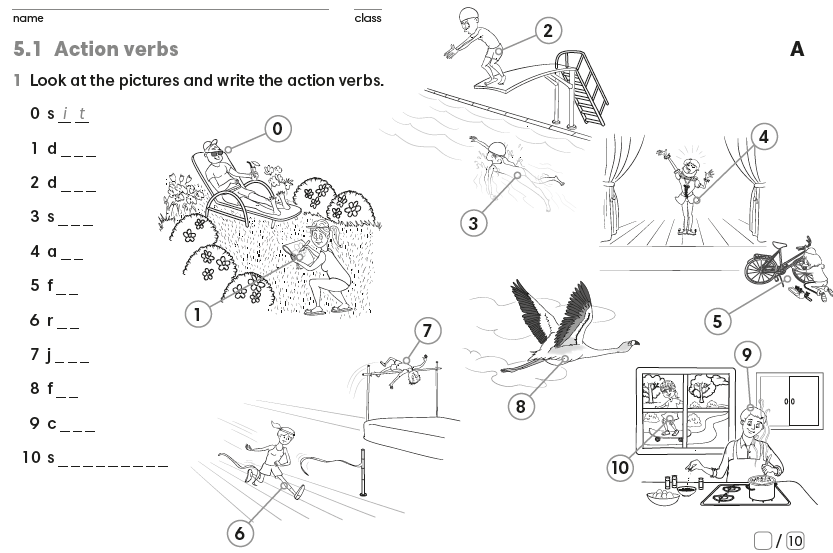 name class
5.1 Action verbs
A
1 Look at the pictures and write the action verbs.
0 s i t
1 d _ _ _
2 d _ _ _
3 s _ _ _
4 a _ _
5 f _ _
6 r _ _
7 j _ _ _
8 f _ _
9 c _ _ _
10 s _ _ _ _ _ _ _ _ _
0
1
2
3
4
5
6
7
8
9
10
/ 10